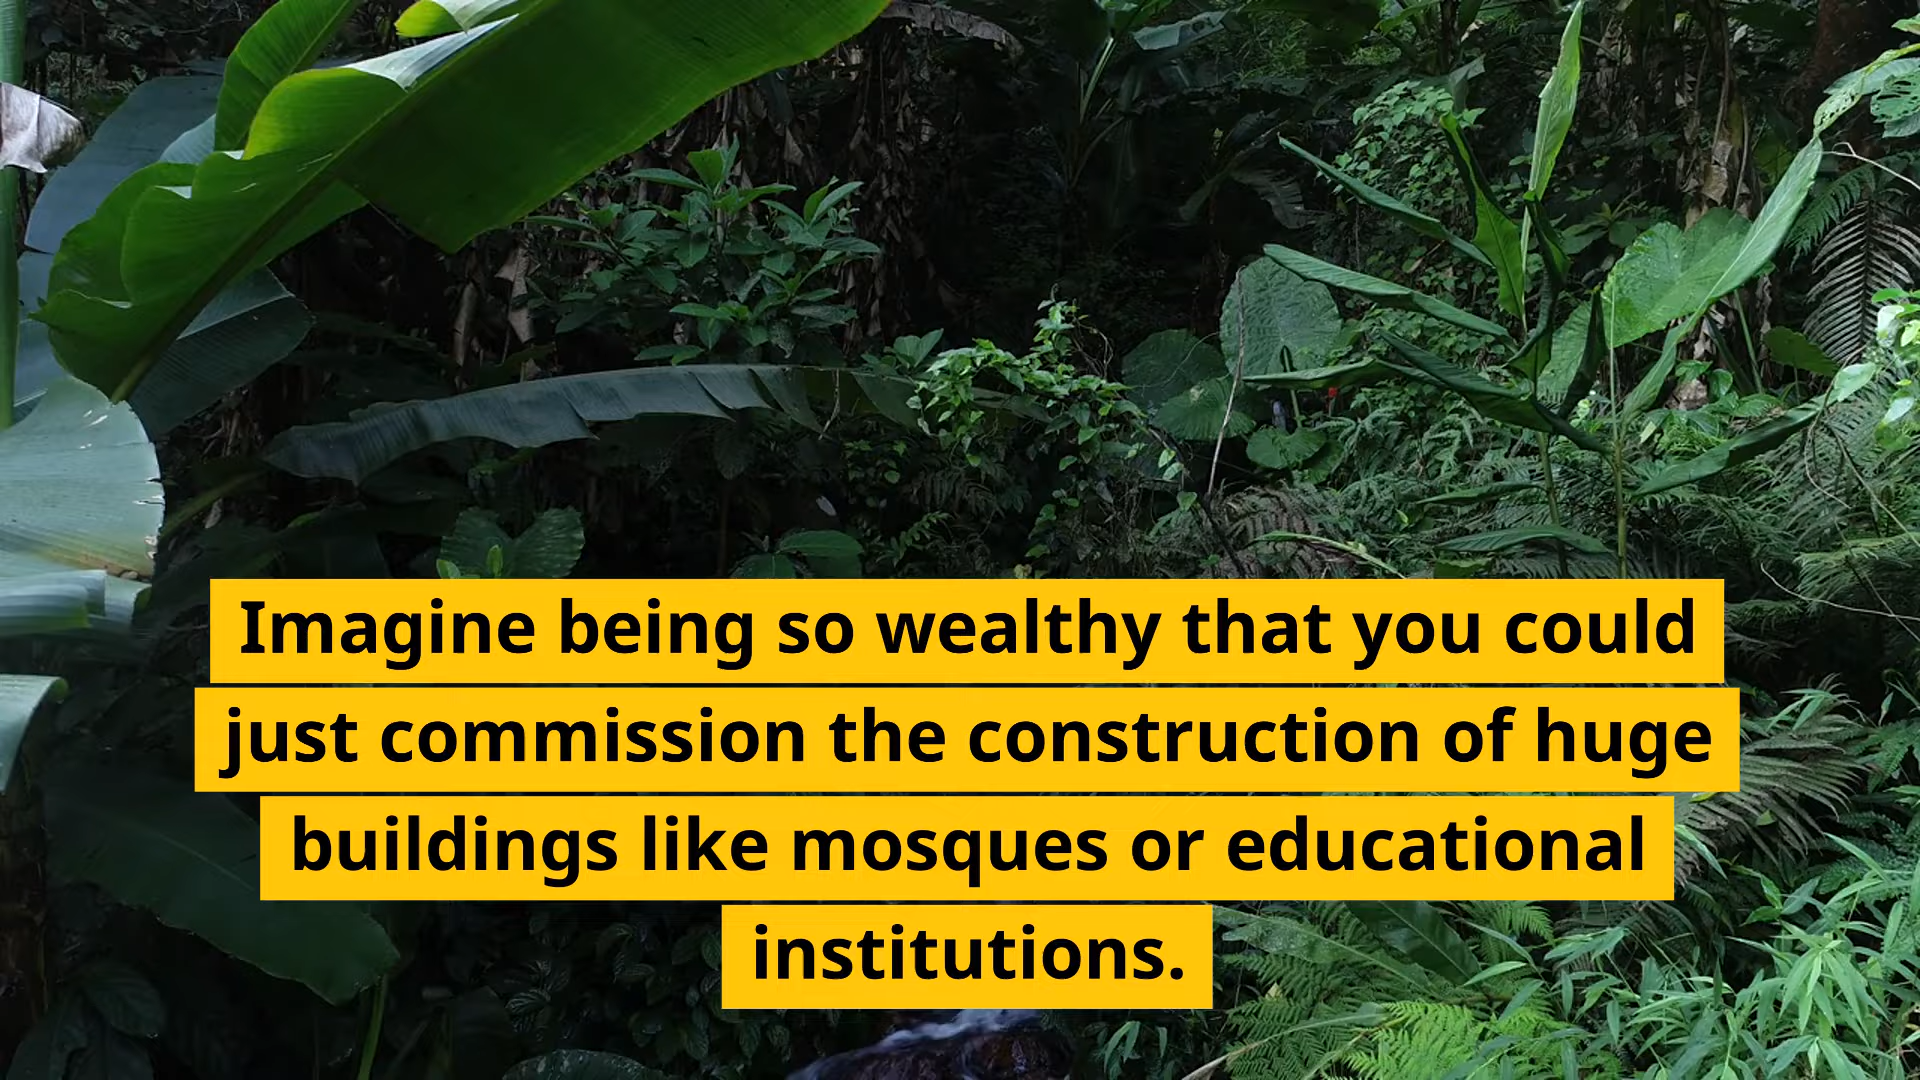 Imagine being so wealthy that you could
just commission the construction of huge
buildings like mosques or educational
institutions.